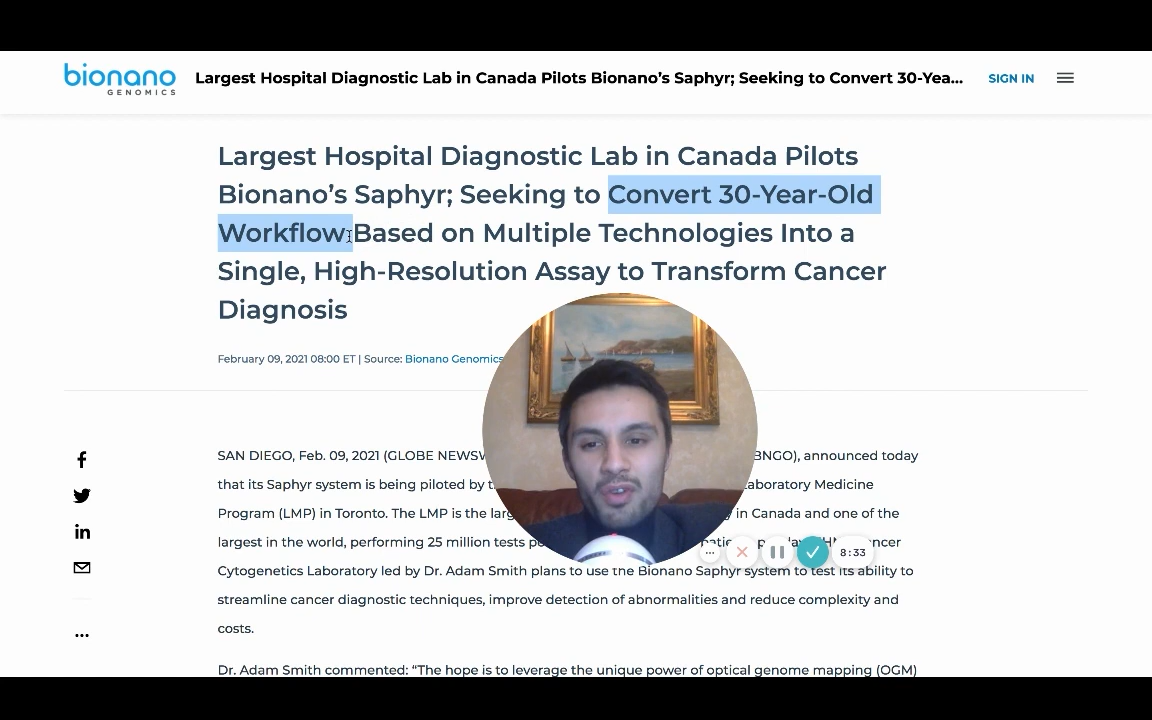 bionano
GENOMICS
Largest Hospital Diagnostic Lab in Canada Pilots Bionano’s Saphyr; Seeking to Convert 30-Yea...
SIGN IN
Largest Hospital Diagnostic Lab in Canada Pilots
Bionano’s Saphyr; Seeking to Convert 30-Year-Old
Workflow Based on Multiple Technologies Into a
Single, High-Resolution Assay to Transform Cancer
Diagnosis
February 09, 2021 08:00 ET | Source: Bionano Genomics
SAN DIEGO, Feb. 09, 2021 (GLOBE BNGO), announced today
that its Saphyr system is being piloted by Laboratory Medicine
Program (LMP) in Toronto. The LMP is the in Canada and one of the
largest in the world, performing 25 million tests
Cytogenetics Laboratory led by Dr. Adam Smith plans to use the Bionano Saphyr system to test its ability to
streamline cancer diagnostic techniques, improve detection of abnormalities and reduce complexity and
costs.
Dr. Adam Smith commented: “The hope is to leverage the unique power of optical genome mapping (OGM)
8:33